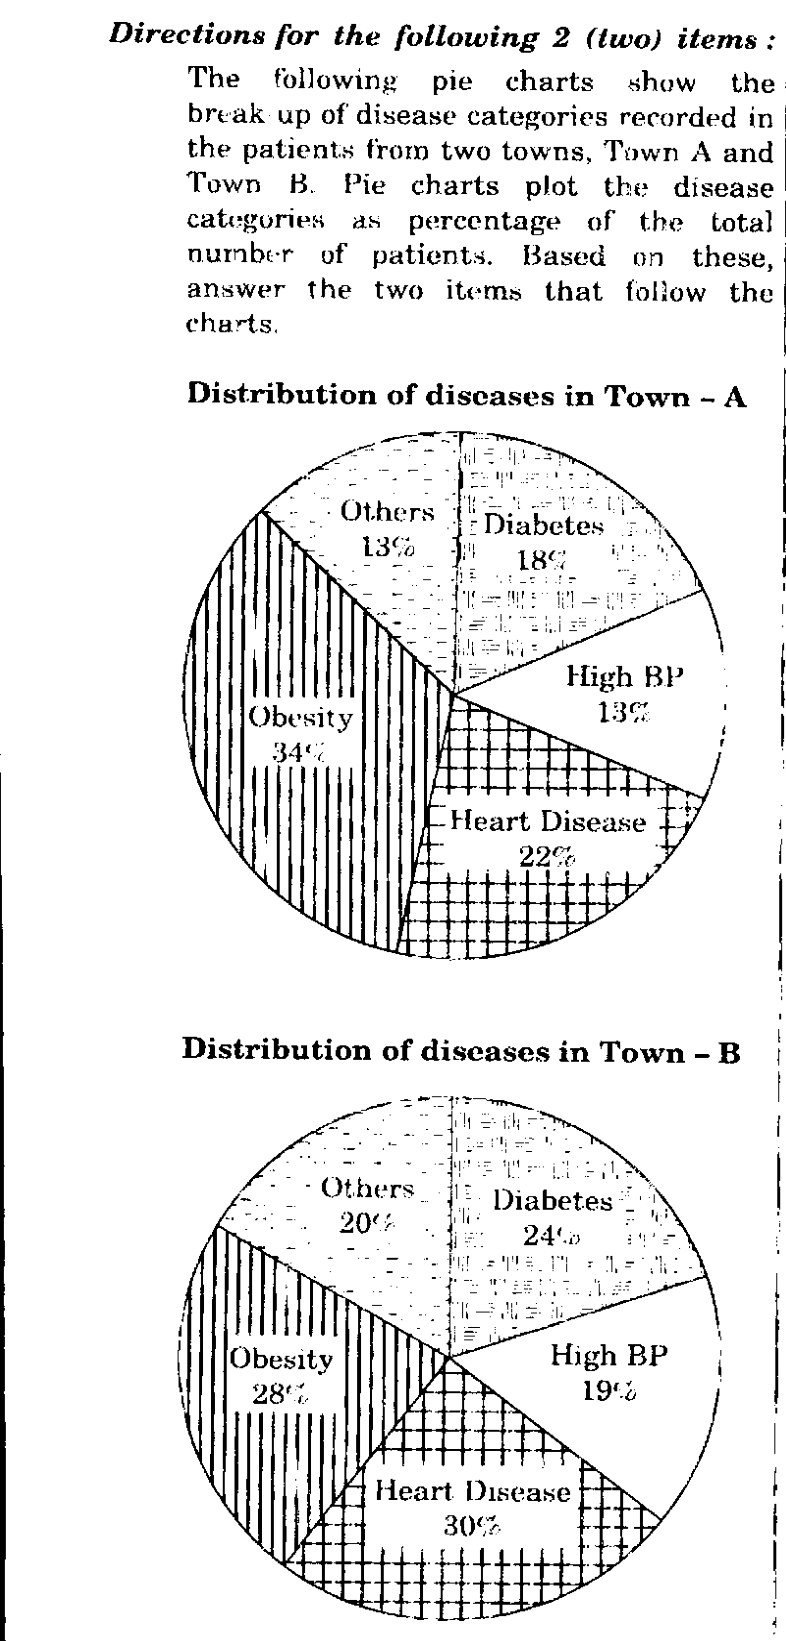 Directions for the following 2 (two) items :
The following pie charts show the
break up of disease categories recorded in
the patients from two towns, Town A and
Town B. Pie charts plot the disease
categories as percentage of the total
number of patients. Based on these,
answer the two items that follow the
charts.
Distribution of diseases in Town – A
Others
13%
Diabetes
18%
High BP
13%
Obesity
34%
Heart Disease
22%
Distribution of diseases in Town – B
Others
20%
Diabetes
24%
High BP
19%
Obesity
28%
Heart Disease
30%